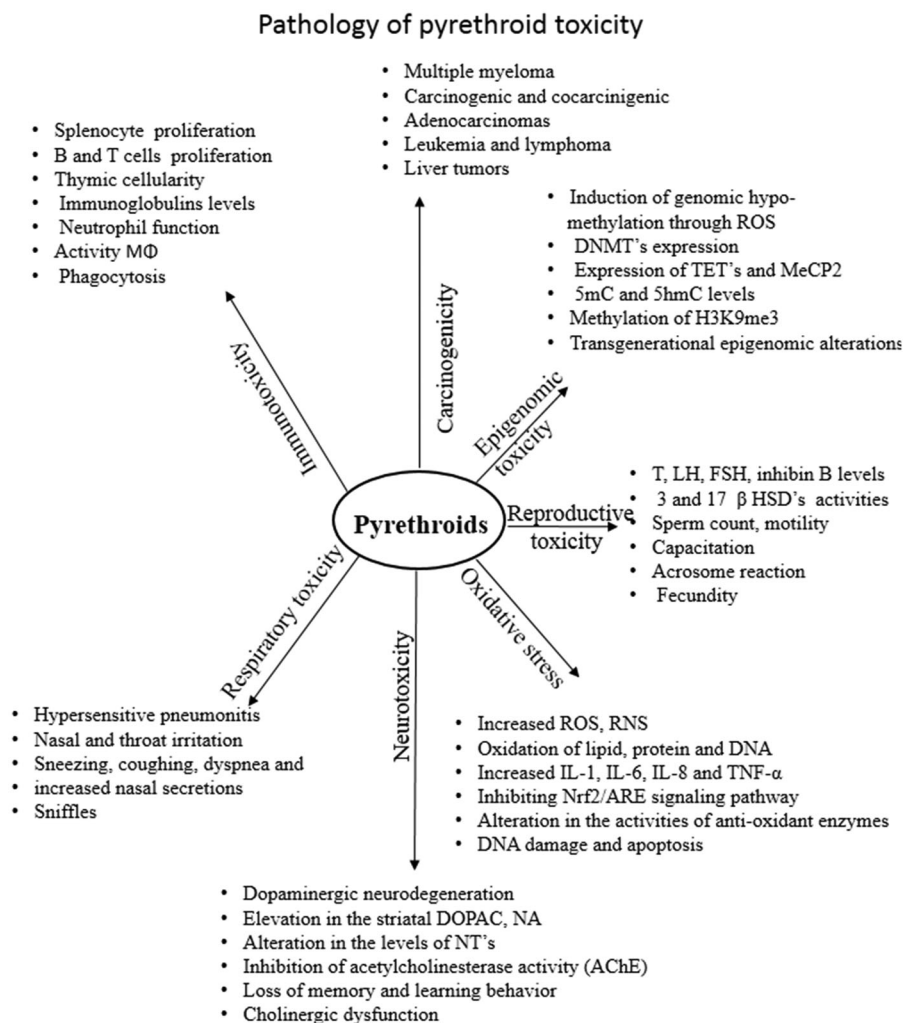 Pathology of pyrethroid toxicity
• Multiple myeloma
• Carcinogenic and cocarcinigenic
• Adenocarcinomas
• Leukemia and lymphoma
• Liver tumors
• Splenocyte proliferation
• B and T cells proliferation
• Thymic cellularity
• Immunoglobulins levels
• Neutrophil function
• Activity MΦ
• Phagocytosis
• Induction of genomic hypo-
methylation through ROS
• DNMT's expression
• Expression of TET's and MeCP2
• 5mC and 5hmC levels
• Methylation of H3K9me3
• Transgenerational epigenomic alterations
Immunotoxicity
Carcinogenicity
Epigenomic
toxicity
Pyrethroids
Reproductive
toxicity
• T, LH, FSH, inhibin B levels
• 3 and 17 β HSD's activities
• Sperm count, motility
• Capacitation
• Acrosome reaction
• Fecundity
Respiratory toxicity
Neurotoxicity
Oxidative stress
• Hypersensitive pneumonitis
• Nasal and throat irritation
• Sneezing, coughing, dyspnea and
• increased nasal secretions
• Sniffles
• Increased ROS, RNS
• Oxidation of lipid, protein and DNA
• Increased IL-1, IL-6, IL-8 and TNF-α
• Inhibiting Nrf2/ARE signaling pathway
• Alteration in the activities of anti-oxidant enzymes
• DNA damage and apoptosis
• Dopaminergic neurodegeneration
• Elevation in the striatal DOPAC, NA
• Alteration in the levels of NT's
• Inhibition of acetylcholinesterase activity (AChE)
• Loss of memory and learning behavior
• Cholinergic dysfunction